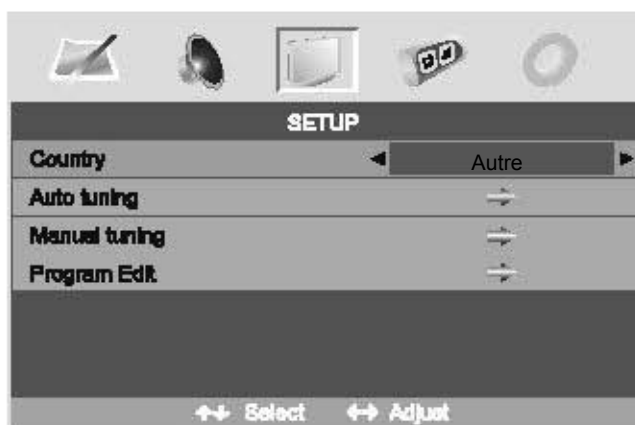 SETUP
Country Autre
Auto tuning
Manual tuning
Program Edit
Select Adjust